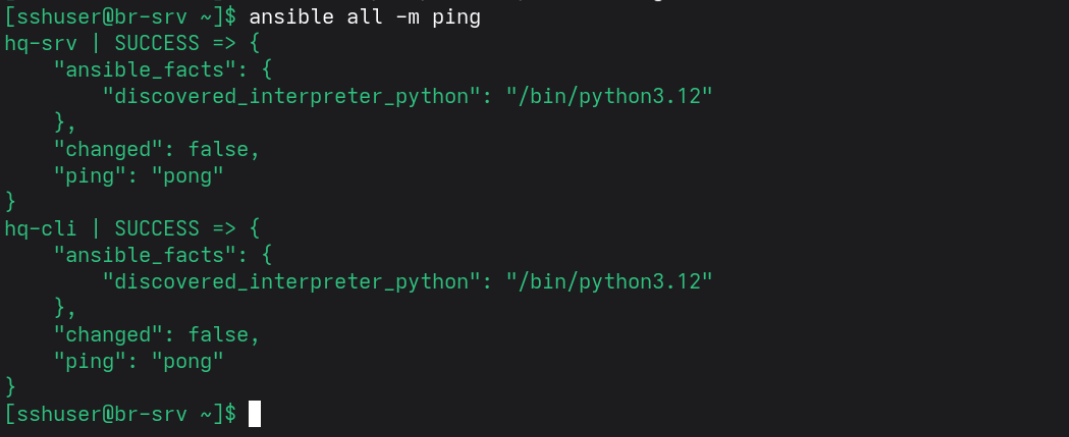 [sshuser@br-srv ~]$ ansible all -m ping
hq-srv | SUCCESS => {
    "ansible_facts": {
        "discovered_interpreter_python": "/bin/python3.12"
    },
    "changed": false,
    "ping": "pong"
}
hq-cli | SUCCESS => {
    "ansible_facts": {
        "discovered_interpreter_python": "/bin/python3.12"
    },
    "changed": false,
    "ping": "pong"
}
[sshuser@br-srv ~]$